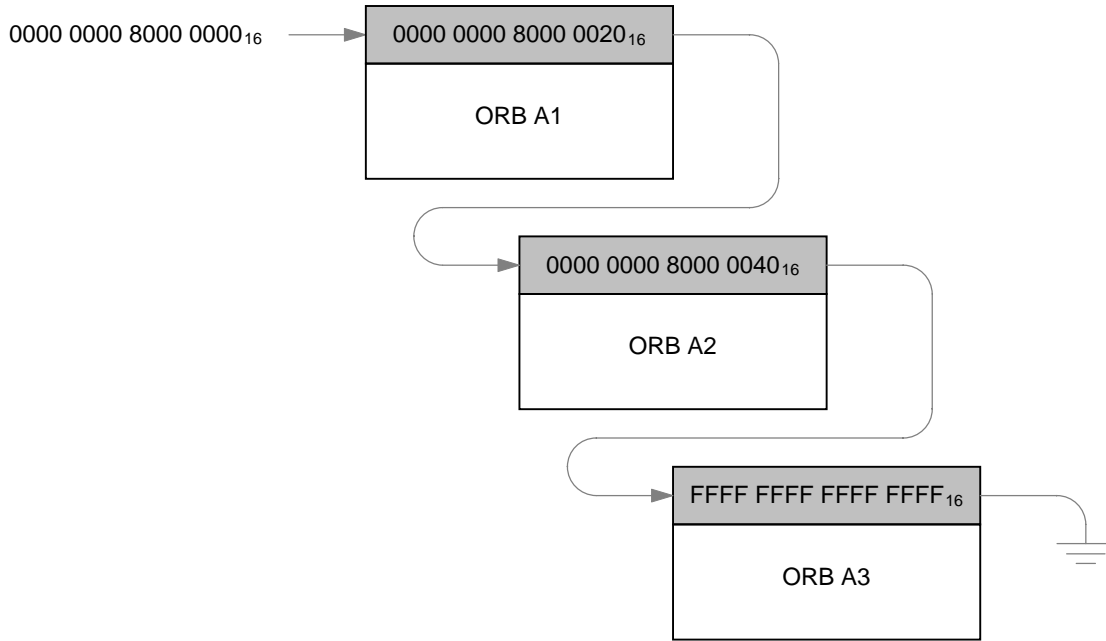 0000 0000 8000 0000₁₆
0000 0000 8000 0020₁₆
ORB A1
0000 0000 8000 0040₁₆
ORB A2
FFFF FFFF FFFF FFFF₁₆
ORB A3